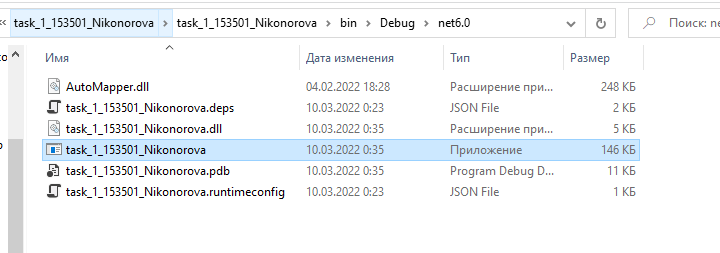 task_1_153501_Nikonorova > task_1_153501_Nikonorova > bin > Debug > net6.0 Поиск: ne
Имя Дата изменения Тип Размер
AutoMapper.dll 04.02.2022 18:28 Расширение при... 248 КБ
task_1_153501_Nikonorova.deps 10.03.2022 0:23 JSON File 2 КБ
task_1_153501_Nikonorova.dll 10.03.2022 0:35 Расширение при... 5 КБ
task_1_153501_Nikonorova 10.03.2022 0:35 Приложение 146 КБ
task_1_153501_Nikonorova.pdb 10.03.2022 0:35 Program Debug D... 11 КБ
task_1_153501_Nikonorova.runtimeconfig 10.03.2022 0:23 JSON File 1 КБ